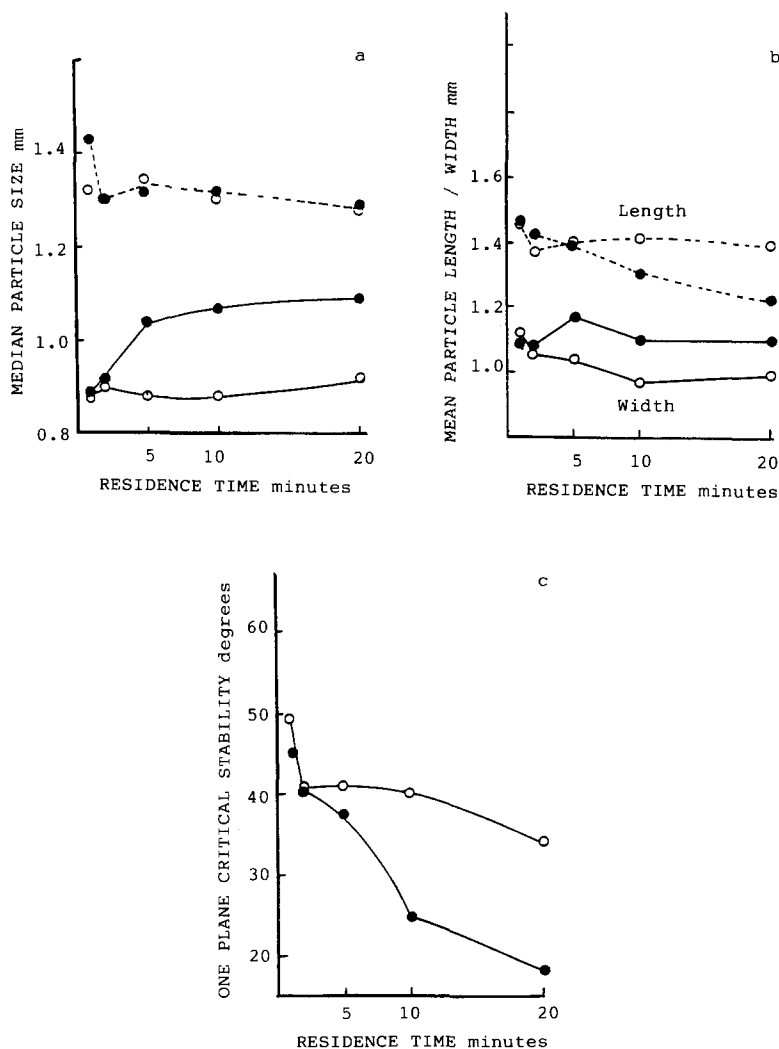 a
MEDIAN PARTICLE SIZE mm
1.4
1.2
1.0
0.8
5
10
20
RESIDENCE TIME minutes
b
MEAN PARTICLE LENGTH / WIDTH mm
1.6
1.4
1.2
1.0
Length
Width
5
10
20
RESIDENCE TIME minutes
c
ONE PLANE CRITICAL STABILITY degrees
60
50
40
30
20
5
10
20
RESIDENCE TIME minutes